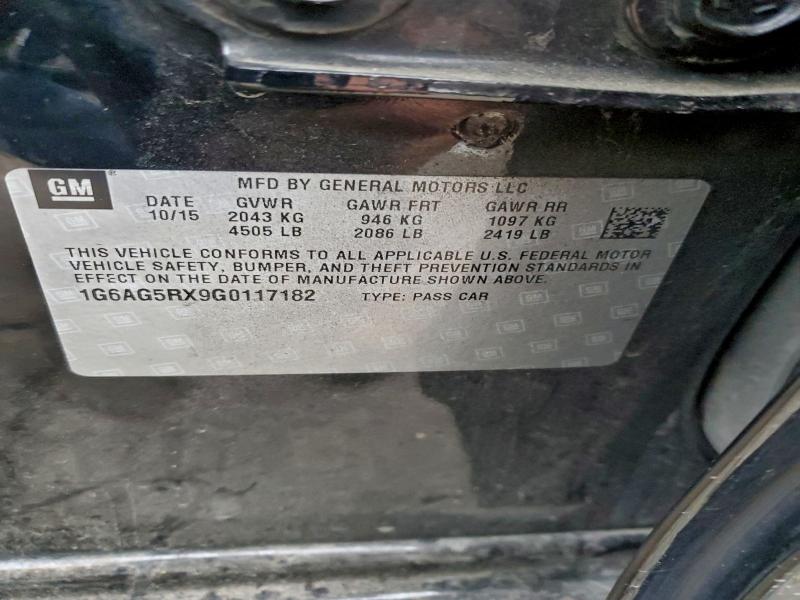 GM
MFD BY GENERAL MOTORS LLC
DATE GVWR GAWR FRT GAWR RR
10/15 2043 KG 946 KG 1097 KG
4505 LB 2086 LB 2419 LB
THIS VEHICLE CONFORMS TO ALL APPLICABLE U.S. FEDERAL MOTOR
VEHICLE SAFETY, BUMPER, AND THEFT PREVENTION STANDARDS IN
EFFECT ON THE DATE OF MANUFACTURE SHOWN ABOVE.
1G6AG5RX9G0117182 TYPE: PASS CAR